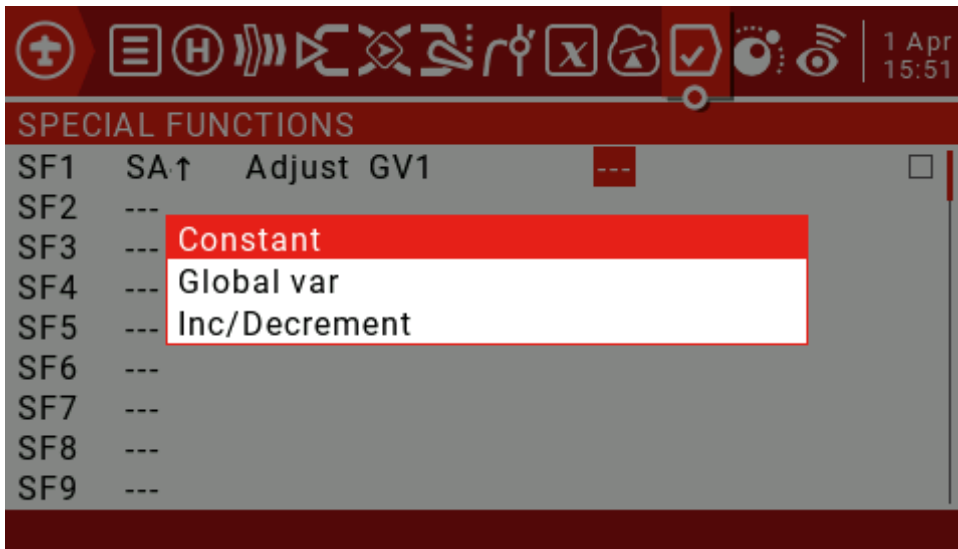 H x 1 Apr
15:51
SPECIAL FUNCTIONS
SF1 SA↑ Adjust GV1 ---
SF2 ---
SF3 --- Constant
SF4 --- Global var
SF5 --- Inc/Decrement
SF6 ---
SF7 ---
SF8 ---
SF9 ---